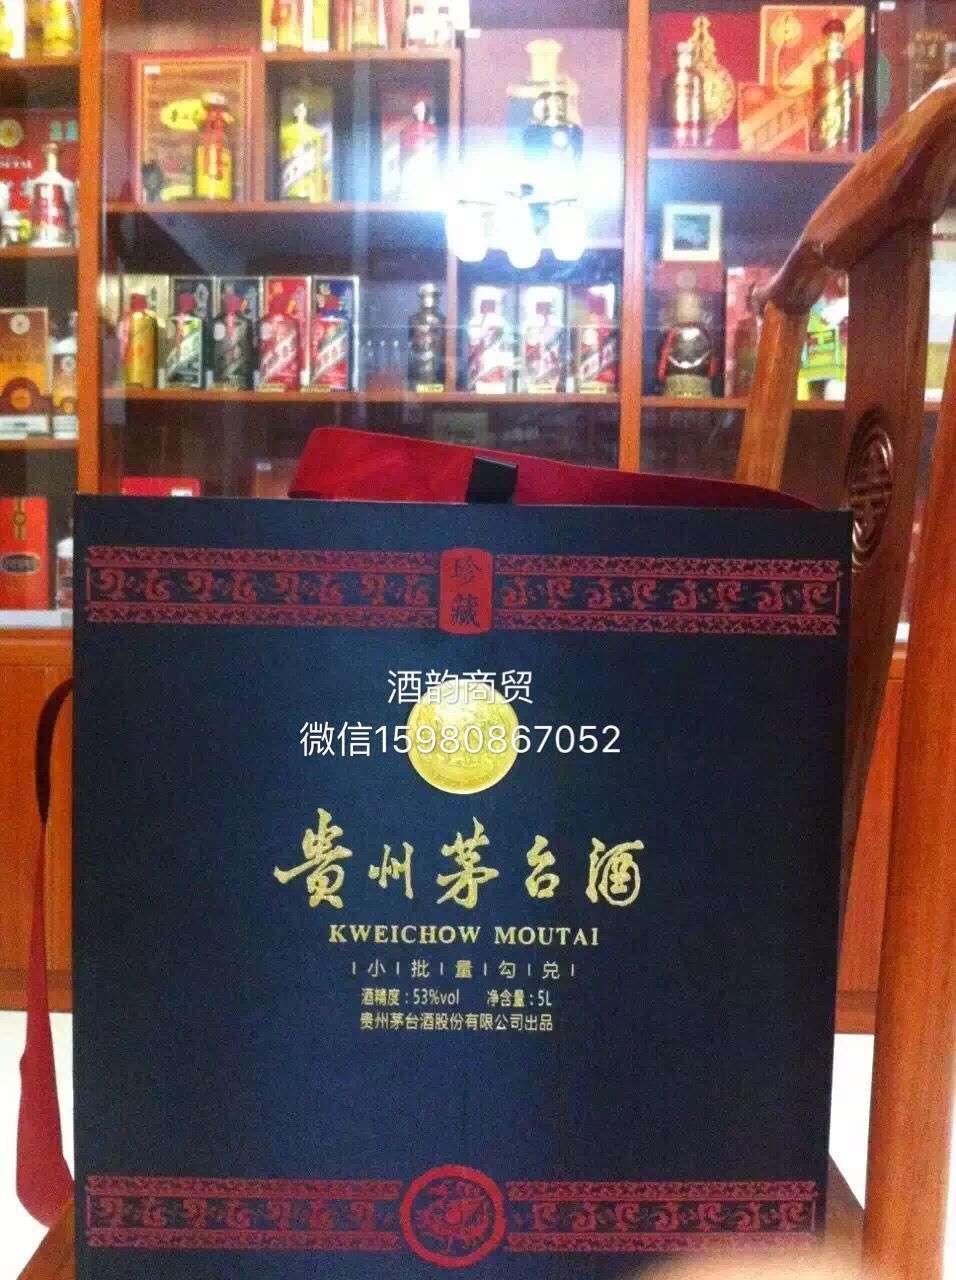 MOUTAI
珍藏
酒韵商贸
微信15980867052
贵州茅台酒
KWEICHOW MOUTAI
小批量勾兑
酒精度：53%vol 净含量：5L
贵州茅台酒股份有限公司出品